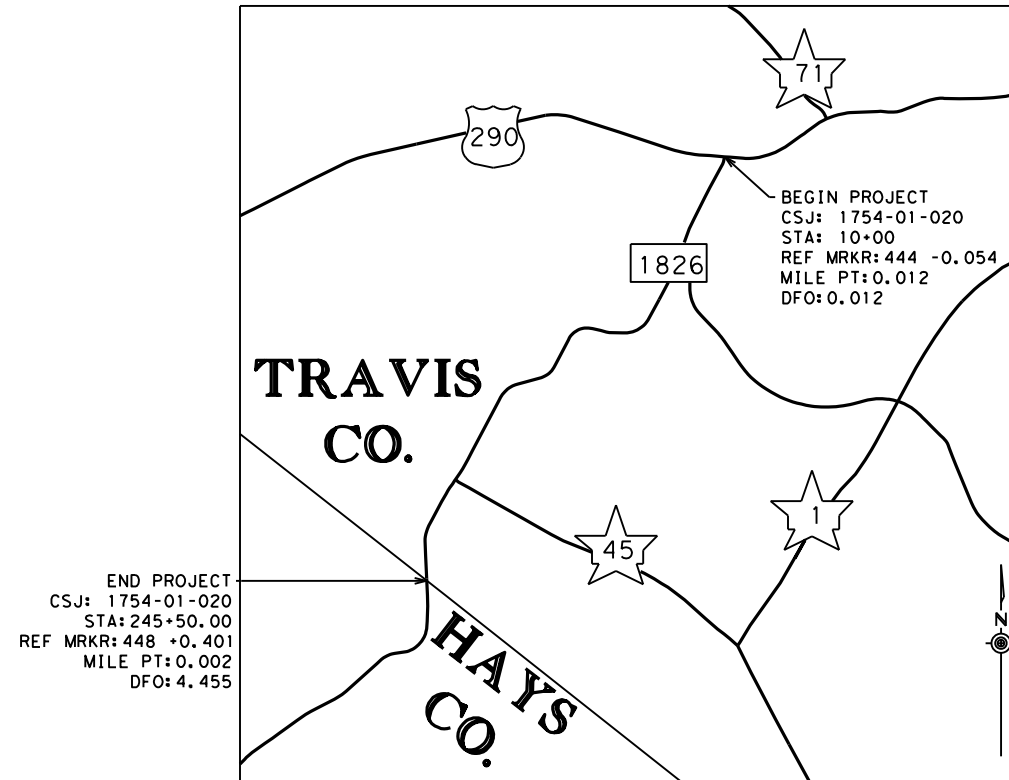 71
290
BEGIN PROJECT
CSJ: 1754-01-020
STA: 10+00
REF MRKR:444 -0.054
MILE PT:0.012
DFO:0.012
1826
TRAVIS
CO.
1
45
END PROJECT
CSJ: 1754-01-020
STA:245+50.00
REF MRKR:448 +0.401
MILE PT:0.002
DFO:4.455
N
HAYS
CO.